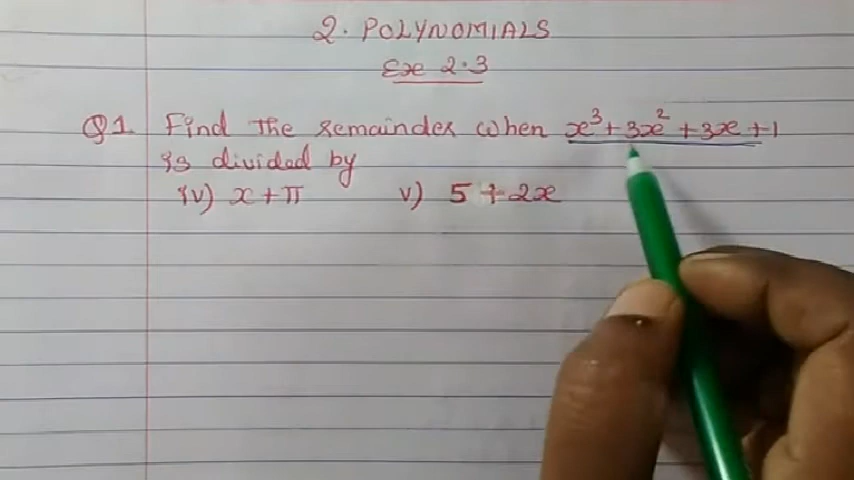 2. POLYNOMIALS
Ex 2.3
Q1 Find the remainder when x³ + 3x² + 3x + 1
is divided by
iv) x + π v) 5 + 2x